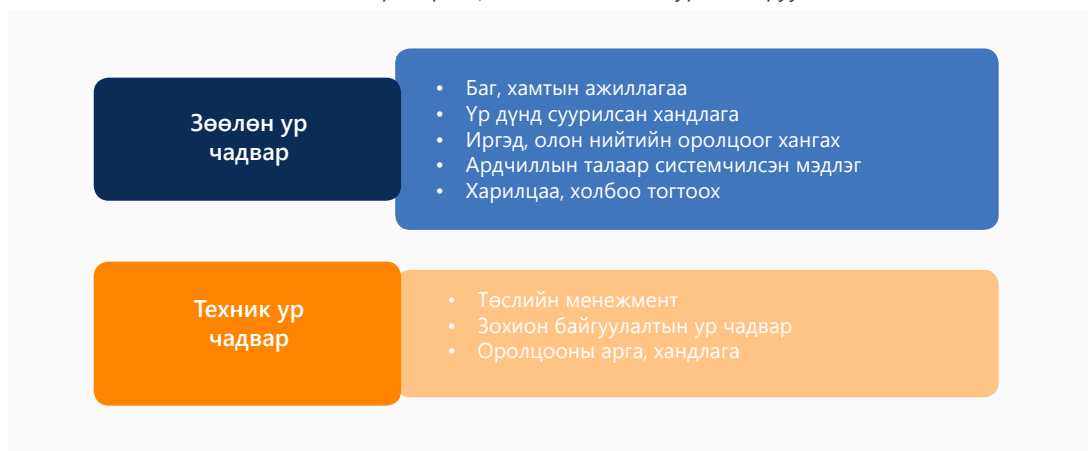 Зөөлөн ур
чадвар
• Баг, хамтын ажиллагаа
• Үр дүнд суурилсан хандлага
• Иргэд, олон нийтийн оролцоог хангах
• Ардчиллын талаар системчилсэн мэдлэг
• Харилцаа, холбоо тогтоох
Техник ур
чадвар
• Төслийн менежмент
• Зохион байгуулалтын ур чадвар
• Оролцооны арга, хандлага